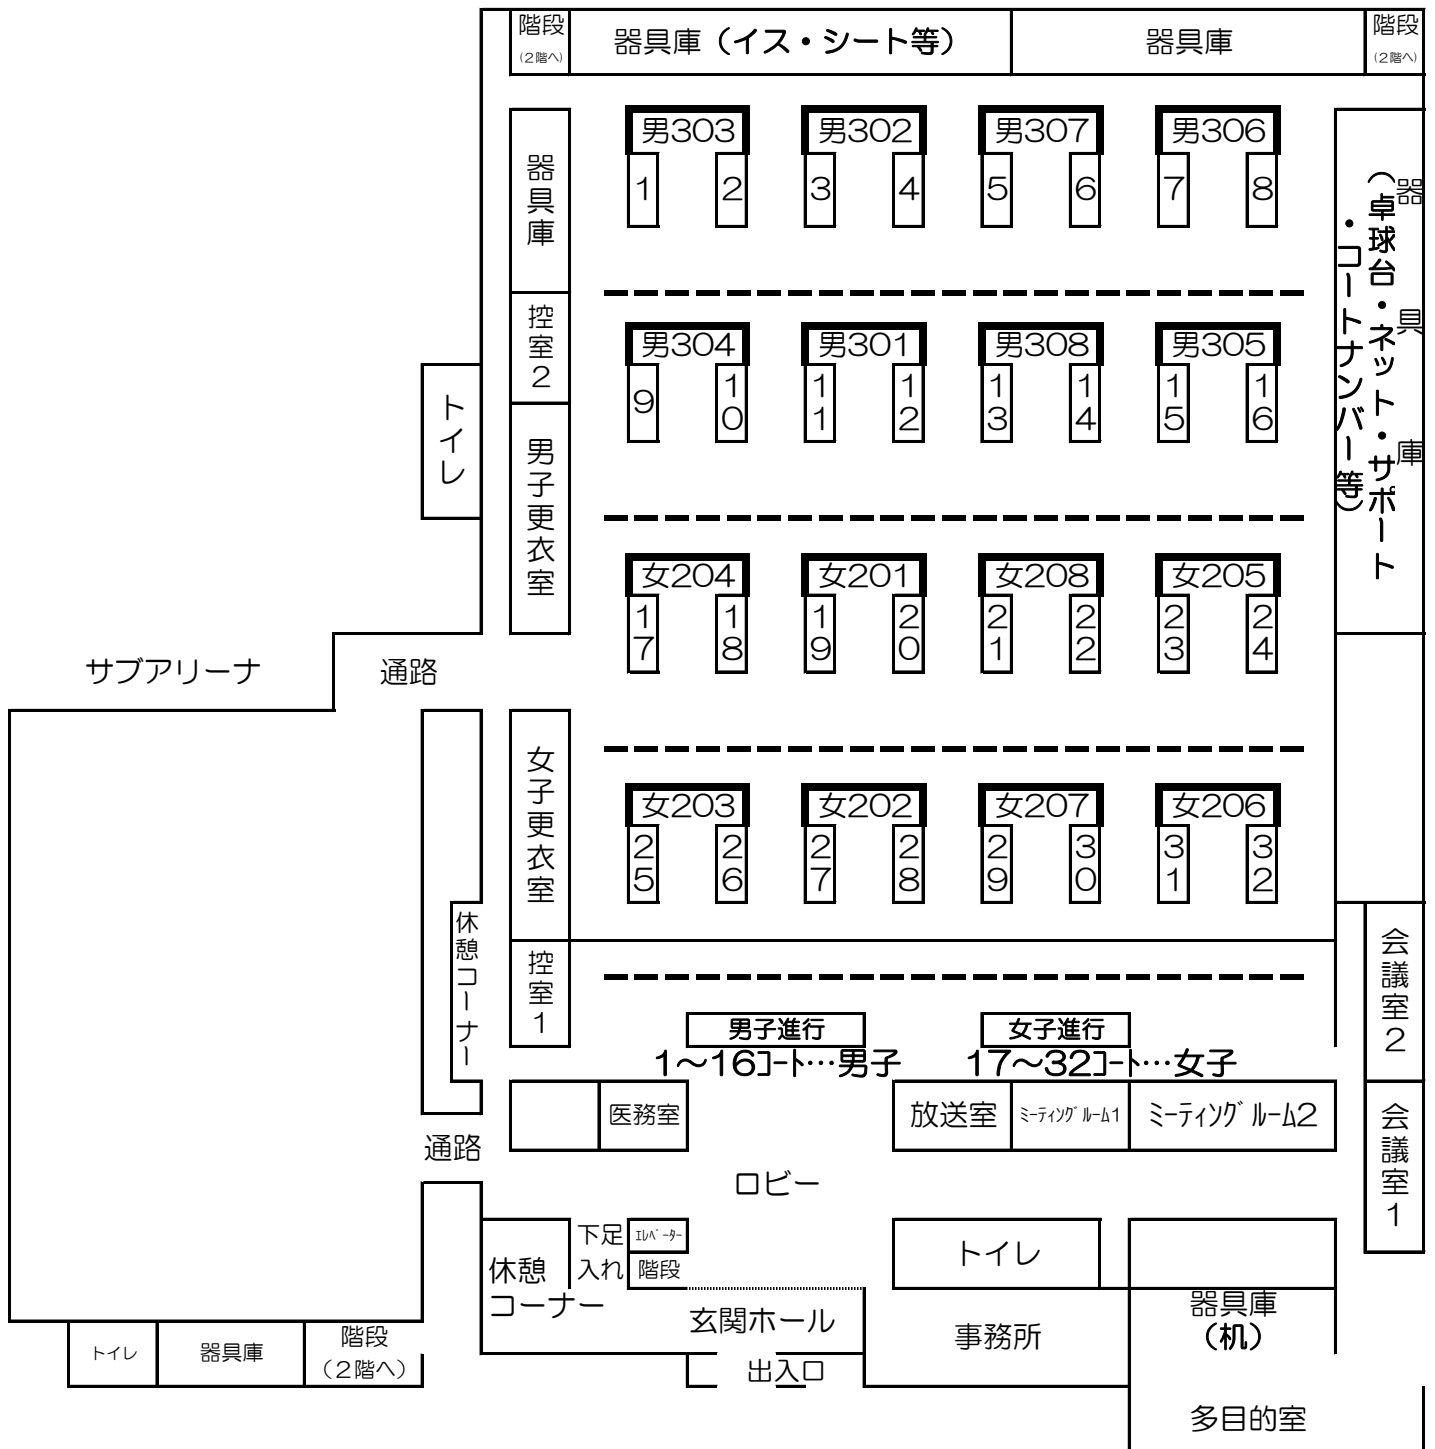 階段
(2階へ)
器具庫（イス・シート等）
器具庫
階段
(2階へ)
男303
男302
男307
男306
1
2
3
4
5
6
7
8
器具庫
器具庫
（卓球台・ネット・サポート
・コートナンバー等）
控室2
男304
男301
男308
男305
9
10
11
12
13
14
15
16
トイレ
男子更衣室
女204
女201
女208
女205
17
18
19
20
21
22
23
24
サブアリーナ
通路
女子更衣室
女203
女202
女207
女206
25
26
27
28
29
30
31
32
休憩コーナー
控室1
会議室2
男子進行
女子進行
1～16ｺｰﾄ…男子
17～32ｺｰﾄ…女子
医務室
放送室
ﾐｰﾃｨﾝｸﾞﾙｰﾑ1
ﾐｰﾃｨﾝｸﾞﾙｰﾑ2
会議室1
通路
ロビー
下足
入れ
ｴﾚﾍﾞｰﾀｰ
階段
トイレ
休憩
コーナー
玄関ホール
事務所
器具庫
（机）
トイレ
器具庫
階段
（2階へ）
出入口
多目的室